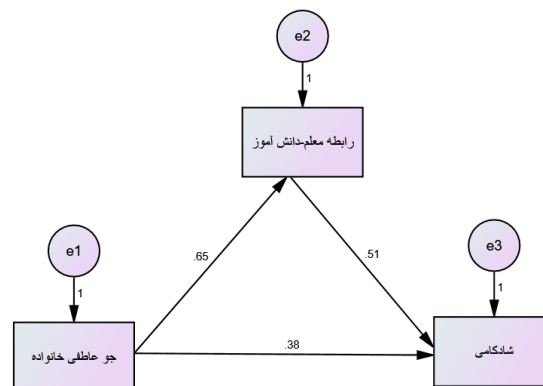 e2
1
رابطه معلم-دانش آموز
e1
.65
.51
e3
1
1
جو عاطفی خانواده
.38
شادکامی